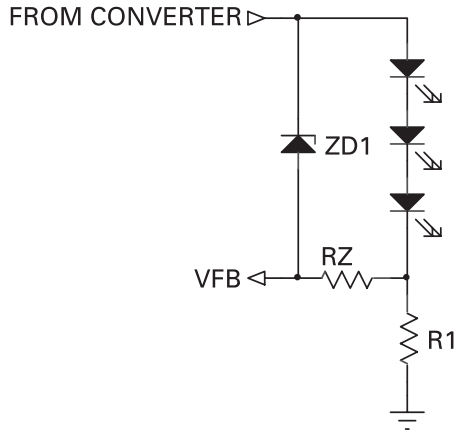 FROM CONVERTER
ZD1
RZ
VFB
R1